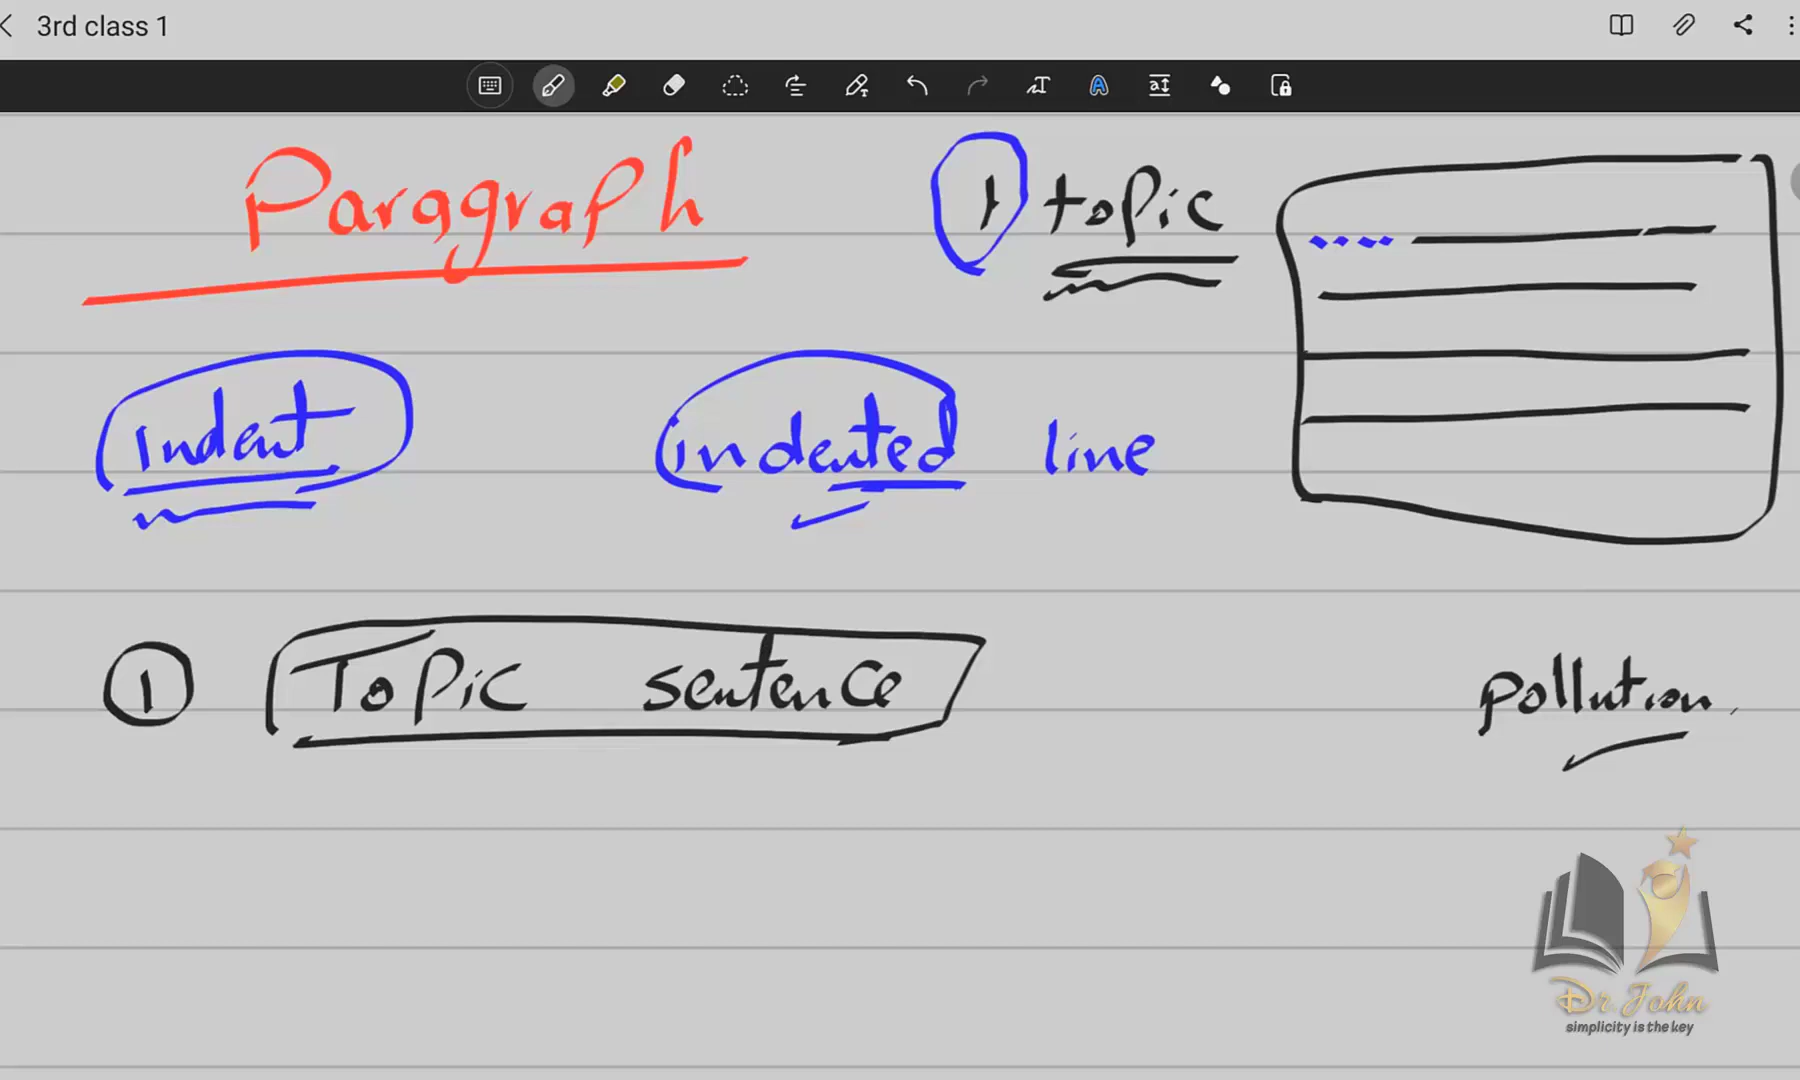 3rd class 1
Paragraph
1 topic
Indent
indented line
1 Topic sentence
pollution
Dr. John
simplicity is the key